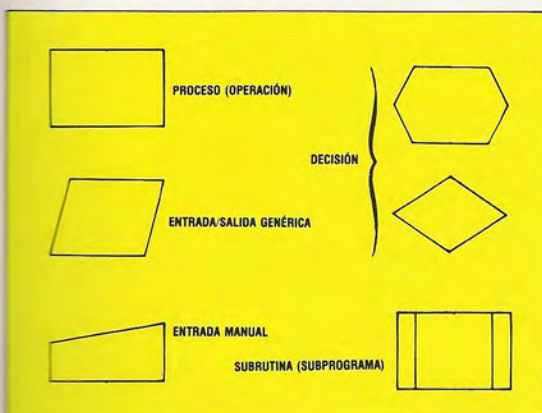 PROCESO (OPERACIÓN)
DECISIÓN
ENTRADA/SALIDA GENÉRICA
ENTRADA MANUAL
SUBRUTINA (SUBPROGRAMA)